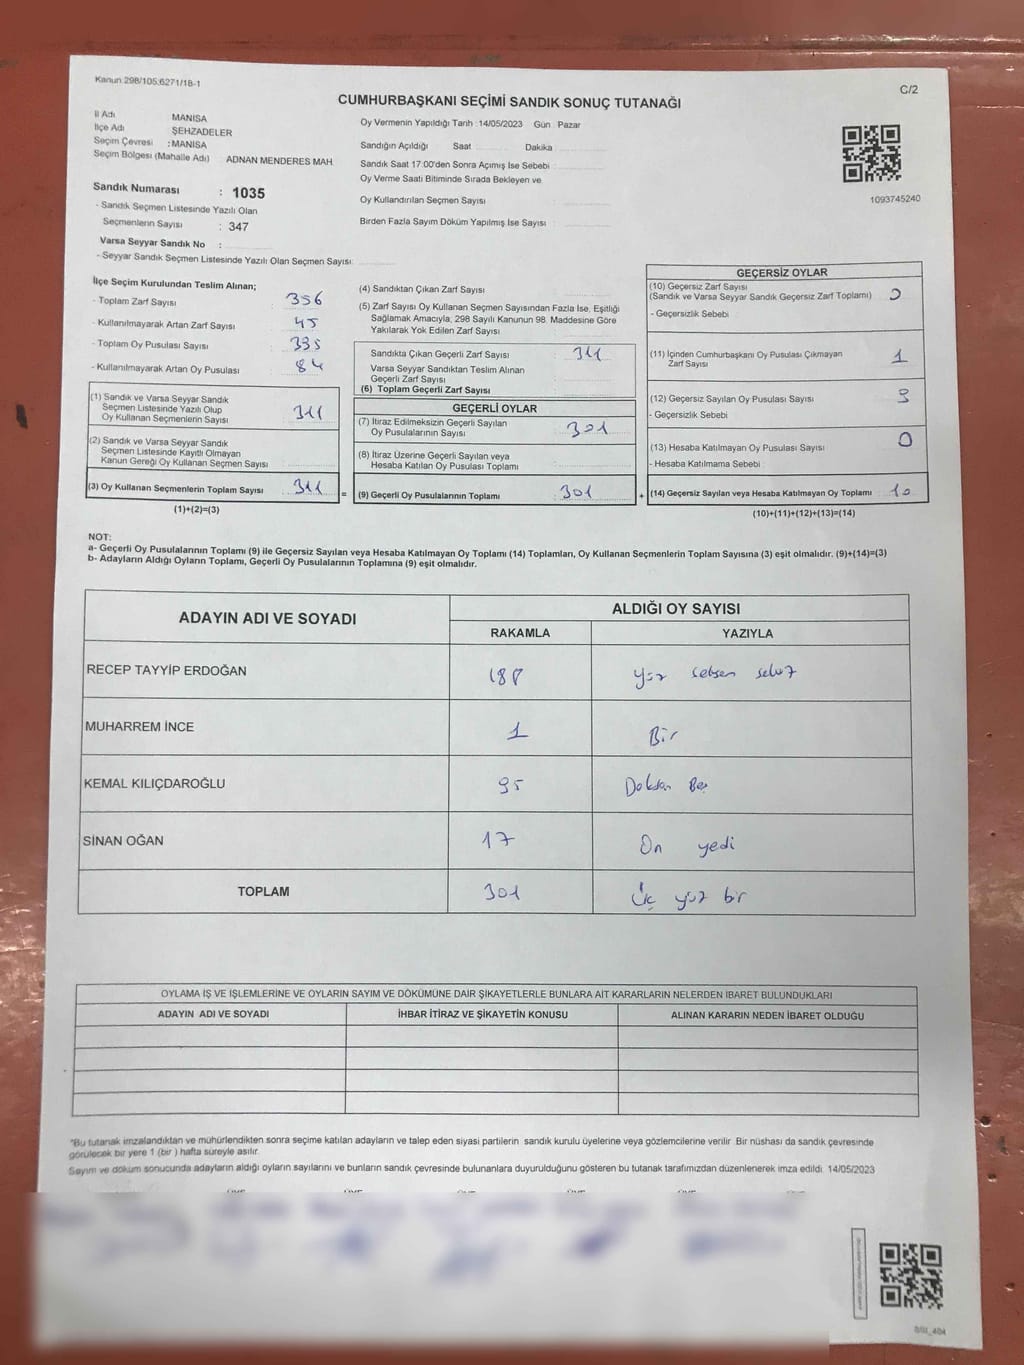 Kanun:298/105:6271/18-1
C/2
CUMHURBAŞKANI SEÇİMİ SANDIK SONUÇ TUTANAĞI
İl Adı MANİSA
İlçe Adı ŞEHZADELER
Seçim Çevresi :MANİSA
Seçim Bölgesi (Mahalle Adı) ADNAN MENDERES MAH.
Sandık Numarası : 1035
- Sandık Seçmen Listesinde Yazılı Olan
Seçmenlerin Sayısı : 347
Varsa Seyyar Sandık No :
- Seyyar Sandık Seçmen Listesinde Yazılı Olan Seçmen Sayısı:
Oy Vermenin Yapıldığı Tarih :14/05/2023 Gün : Pazar
Sandığın Açıldığı Saat Dakika
Sandık Saat 17:00'den Sonra Açımış İse Sebebi
Oy Verme Saati Bitiminde Sırada Bekleyen ve
Oy Kullandırılan Seçmen Sayısı
Birden Fazla Sayım Döküm Yapılmış İse Sayısı :
1093745240
İlçe Seçim Kurulundan Teslim Alınan;
- Toplam Zarf Sayısı 356
- Kullanılmayarak Artan Zarf Sayısı 45
- Toplam Oy Pusulası Sayısı 395
- Kullanılmayarak Artan Oy Pusulası 84
(1) Sandık ve Varsa Seyyar Sandık
Seçmen Listesinde Yazılı Olup
Oy Kullanan Seçmenlerin Sayısı 311
(2) Sandık ve Varsa Seyyar Sandık
Seçmen Listesinde Kayıtlı Olmayan
Kanun Gereği Oy Kullanan Seçmen Sayısı
(3) Oy Kullanan Seçmenlerin Toplam Sayısı 311 =
(1)+(2)=(3)
(4) Sandıktan Çıkan Zarf Sayısı
(5) Zarf Sayısı Oy Kullanan Seçmen Sayısından Fazla İse, Eşitliği
Sağlamak Amacıyla, 298 Sayılı Kanunun 98. Maddesine Göre
Yakılarak Yok Edilen Zarf Sayısı
Sandıkta Çıkan Geçerli Zarf Sayısı 311
Varsa Seyyar Sandıktan Teslim Alınan
Geçerli Zarf Sayısı
(6) Toplam Geçerli Zarf Sayısı
GEÇERLİ OYLAR
(7) İtiraz Edilmeksizin Geçerli Sayılan
Oy Pusulalarının Sayısı 301
(8) İtiraz Üzerine Geçerli Sayılan veya
Hesaba Katılan Oy Pusulası Toplamı
(9) Geçerli Oy Pusulalarının Toplamı 301 +
GEÇERSİZ OYLAR
(10) Geçersiz Zarf Sayısı
(Sandık ve Varsa Seyyar Sandık Geçersiz Zarf Toplamı) 0
- Geçersizlik Sebebi
(11) İçinden Cumhurbaşkanı Oy Pusulası Çıkmayan
Zarf Sayısı 1
(12) Geçersiz Sayılan Oy Pusulası Sayısı 9
- Geçersizlik Sebebi
(13) Hesaba Katılmayan Oy Pusulası Sayısı 0
- Hesaba Katılmama Sebebi :
(14) Geçersiz Sayılan veya Hesaba Katılmayan Oy Toplamı 10
(10)+(11)+(12)+(13)=(14)
NOT:
a- Geçerli Oy Pusulalarının Toplamı (9) ile Geçersiz Sayılan veya Hesaba Katılmayan Oy Toplamı (14) Toplamları, Oy Kullanan Seçmenlerin Toplam Sayısına (3) eşit olmalıdır. (9)+(14)=(3)
b- Adayların Aldığı Oyların Toplamı, Geçerli Oy Pusulalarının Toplamına (9) eşit olmalıdır.
ADAYIN ADI VE SOYADI ALDIĞI OY SAYISI
RAKAMLA YAZIYLA
RECEP TAYYİP ERDOĞAN 188 Yüz seksen sekiz
MUHARREM İNCE 1 Bir
KEMAL KILIÇDAROĞLU 95 Doksan Beş
SİNAN OĞAN 17 On yedi
TOPLAM 301 Üç yüz bir
OYLAMA İŞ VE İŞLEMLERİNE VE OYLARIN SAYIM VE DÖKÜMÜNE DAİR ŞİKAYETLERLE BUNLARA AİT KARARLARIN NELERDEN İBARET BULUNDUKLARI
ADAYIN ADI VE SOYADI İHBAR İTİRAZ VE ŞİKAYETİN KONUSU ALINAN KARARIN NEDEN İBARET OLDUĞU
"Bu tutanak imzalandıktan ve mühürlendikten sonra seçime katılan adayların ve talep eden siyasi partilerin sandık kurulu üyelerine veya gözlemcilerine verilir. Bir nüshası da sandık çevresinde
görülecek bir yere 1 (bir ) hafta süreyle asılır.
Sayım ve döküm sonucunda adayların aldığı oyların sayılarını ve bunların sandık çevresinde bulunanlara duyurulduğunu gösteren bu tutanak tarafımızdan düzenlenerek imza edildi. 14/05/2023